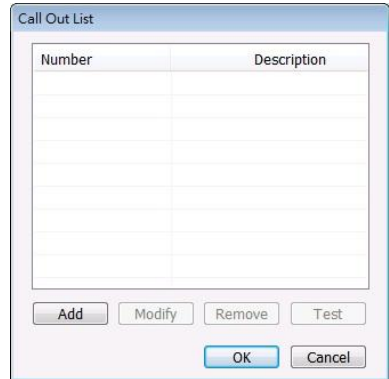 Call Out List
Number Description
Add Modify Remove Test
OK Cancel